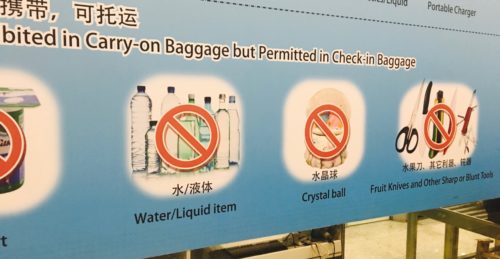 携带，可托运
bited in Carry-on Baggage but Permitted in Check-in Baggage
/Liquid
Portable Charger
水/液体
Water/Liquid item
水晶球
Crystal ball
水果刀、其它利器、钝器
Fruit Knives and Other Sharp or Blunt Tools
rt